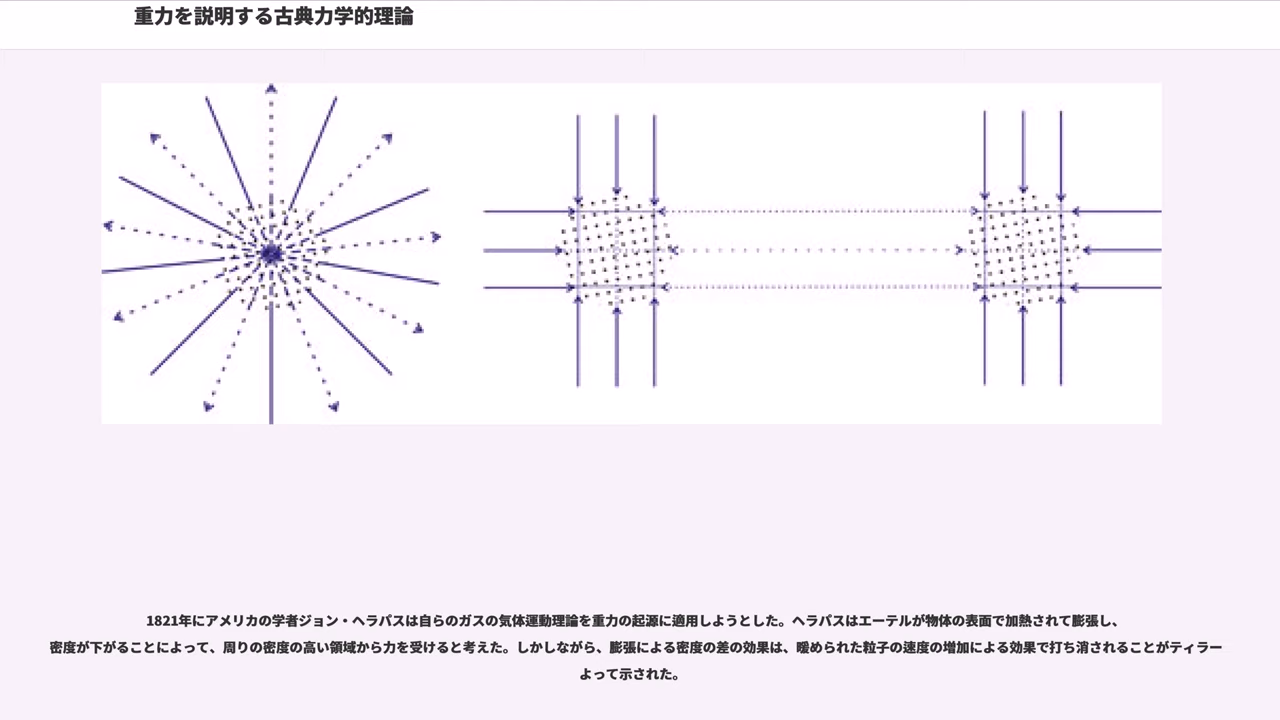 重力を説明する古典力学的理論
1821年にアメリカの学者ジョン・ヘラパスは自らのガスの気体運動理論を重力の起源に適用しようとした。ヘラパスはエーテルが物体の表面で加熱されて膨張し、
密度が下がることによって、周りの密度の高い領域から力を受けると考えた。しかしながら、膨張による密度の差の効果は、暖められた粒子の速度の増加による効果で打ち消されることがティラー
よって示された。